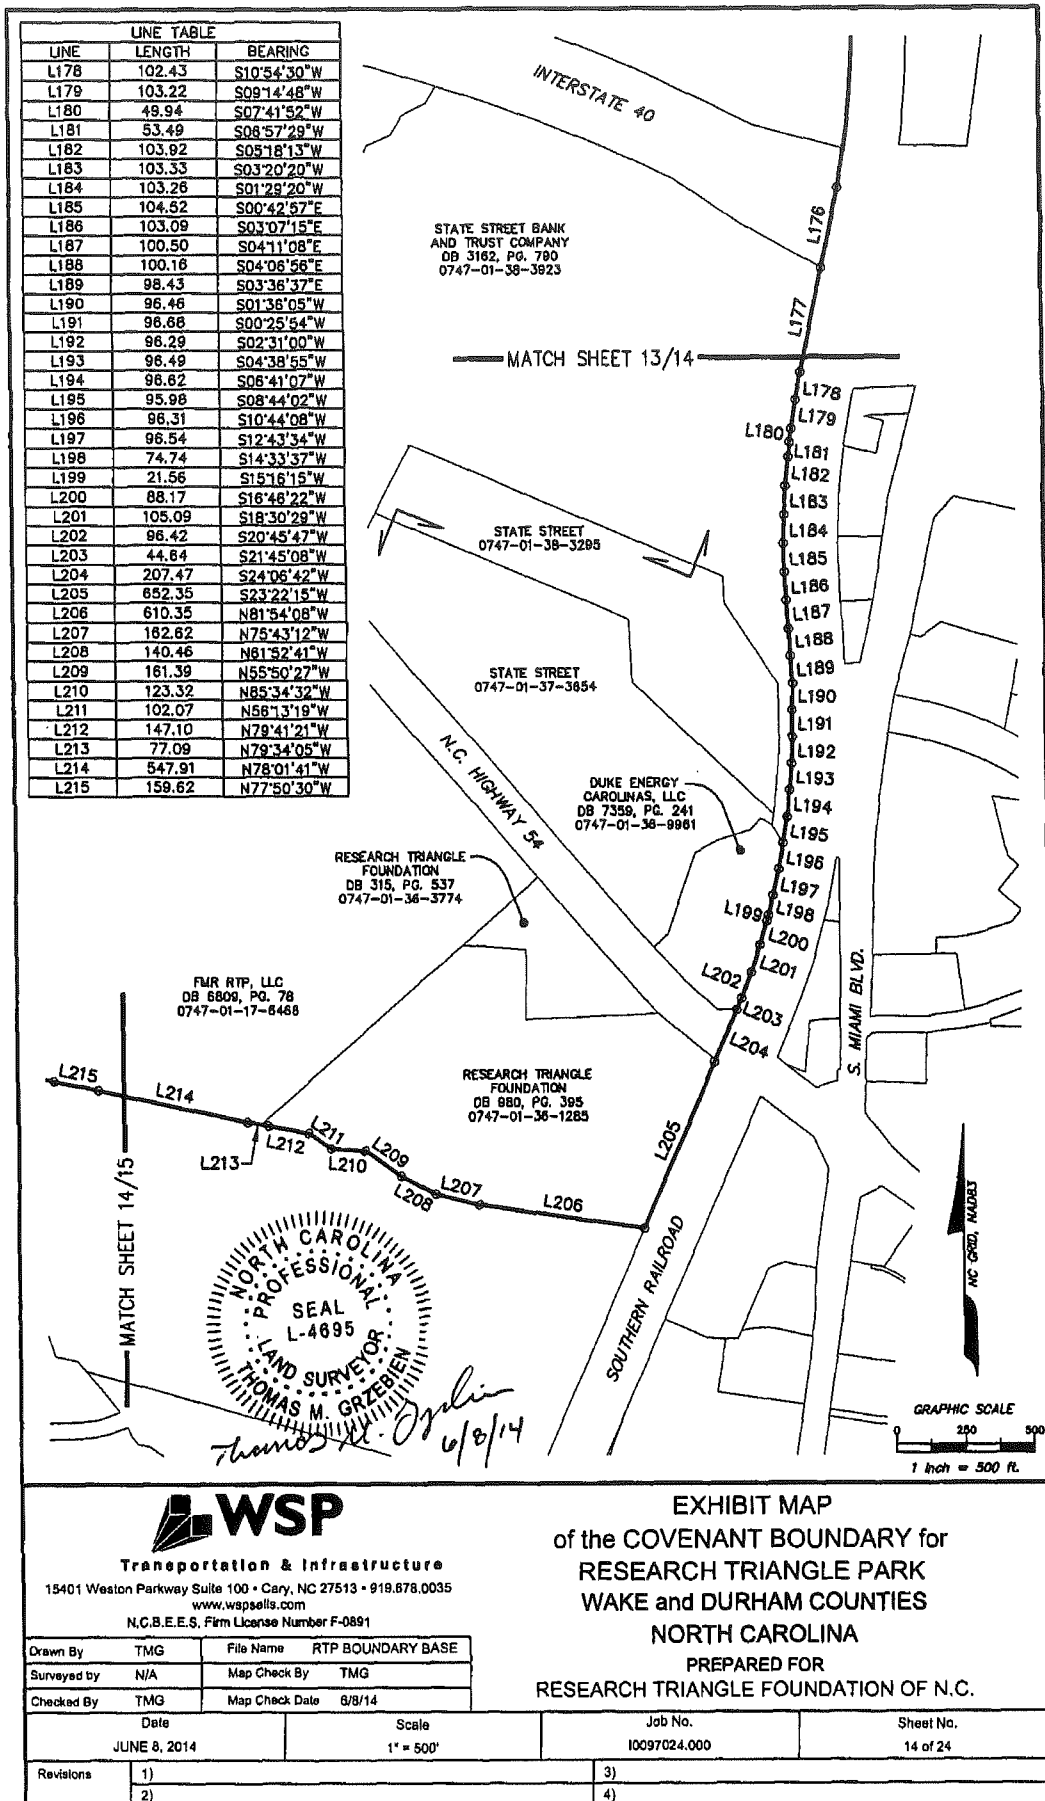 LINE TABLE
LINE LENGTH BEARING
L178 102.43 S10°54'30"W
L179 103.22 S09°14'48"W
L180 49.94 S07°41'52"W
L181 53.49 S06°57'29"W
L182 103.92 S05°18'13"W
L183 103.33 S03°20'20"W
L184 103.26 S01°29'20"W
L185 104.52 S00°42'57"E
L186 103.09 S03°07'15"E
L187 100.50 S04°11'08"E
L188 100.16 S04°06'56"E
L189 98.43 S03°36'37"E
L190 96.46 S01°36'05"W
L191 96.66 S00°25'54"W
L192 96.29 S02°31'00"W
L193 96.49 S04°38'55"W
L194 96.62 S06°41'07"W
L195 95.98 S08°44'02"W
L196 96.31 S10°44'08"W
L197 96.54 S12°43'34"W
L198 74.74 S14°33'37"W
L199 21.56 S15°16'15"W
L200 88.17 S16°46'22"W
L201 105.09 S18°30'29"W
L202 96.42 S20°45'47"W
L203 44.64 S21°45'08"W
L204 207.47 S24°06'42"W
L205 652.35 S23°22'15"W
L206 610.35 N81°54'08"W
L207 162.62 N75°43'12"W
L208 140.46 N61°52'41"W
L209 161.39 N55°50'27"W
L210 123.32 N85°34'32"W
L211 102.07 N56°13'19"W
L212 147.10 N79°41'21"W
L213 77.09 N79°34'05"W
L214 547.91 N78°01'41"W
L215 159.62 N77°50'30"W
INTERSTATE 40
L176
STATE STREET BANK
AND TRUST COMPANY
DB 3162, PG. 790
0747-01-38-3923
L177
MATCH SHEET 13/14
L178
L179
L180
L181
L182
L183
STATE STREET
0747-01-38-3295
L184
L185
L186
L187
L188
L189
STATE STREET
0747-01-37-3654
L190
L191
L192
L193
N.C. HIGHWAY 54
DUKE ENERGY
CAROLINAS, LLC
DB 7359, PG. 241
0747-01-36-9961
L194
L195
L196
RESEARCH TRIANGLE
FOUNDATION
DB 315, PG. 537
0747-01-36-3774
L197
L199 L198
L200
L201
L202
L203
L204
S. MIAMI BLVD.
FMR RTP, LLC
DB 6809, PG. 78
0747-01-17-6468
RESEARCH TRIANGLE
FOUNDATION
DB 980, PG. 395
0747-01-36-1285
L215
L214
L213
L212
L211
L210
L209
L208
L207
L206
L205
MATCH SHEET 14/15
SOUTHERN RAILROAD
NC GRID, NAD83
NORTH CAROLINA
PROFESSIONAL
SEAL
L-4695
LAND SURVEYOR
THOMAS M. GRZEBIEN
Thomas M. Grzebien
6/8/14
GRAPHIC SCALE
0 250 500
1 inch = 500 ft.
WSP
Transportation & Infrastructure
15401 Weston Parkway Suite 100 • Cary, NC 27513 • 919.678.0035
www.wspsells.com
N.C.B.E.E.S. Firm License Number F-0891
Drawn By TMG File Name RTP BOUNDARY BASE
Surveyed by N/A Map Check By TMG
Checked By TMG Map Check Date 6/8/14
EXHIBIT MAP
of the COVENANT BOUNDARY for
RESEARCH TRIANGLE PARK
WAKE and DURHAM COUNTIES
NORTH CAROLINA
PREPARED FOR
RESEARCH TRIANGLE FOUNDATION OF N.C.
Date Scale Job No. Sheet No.
JUNE 8, 2014 1" = 500' I0097024.000 14 of 24
Revisions 1) 3)
2) 4)